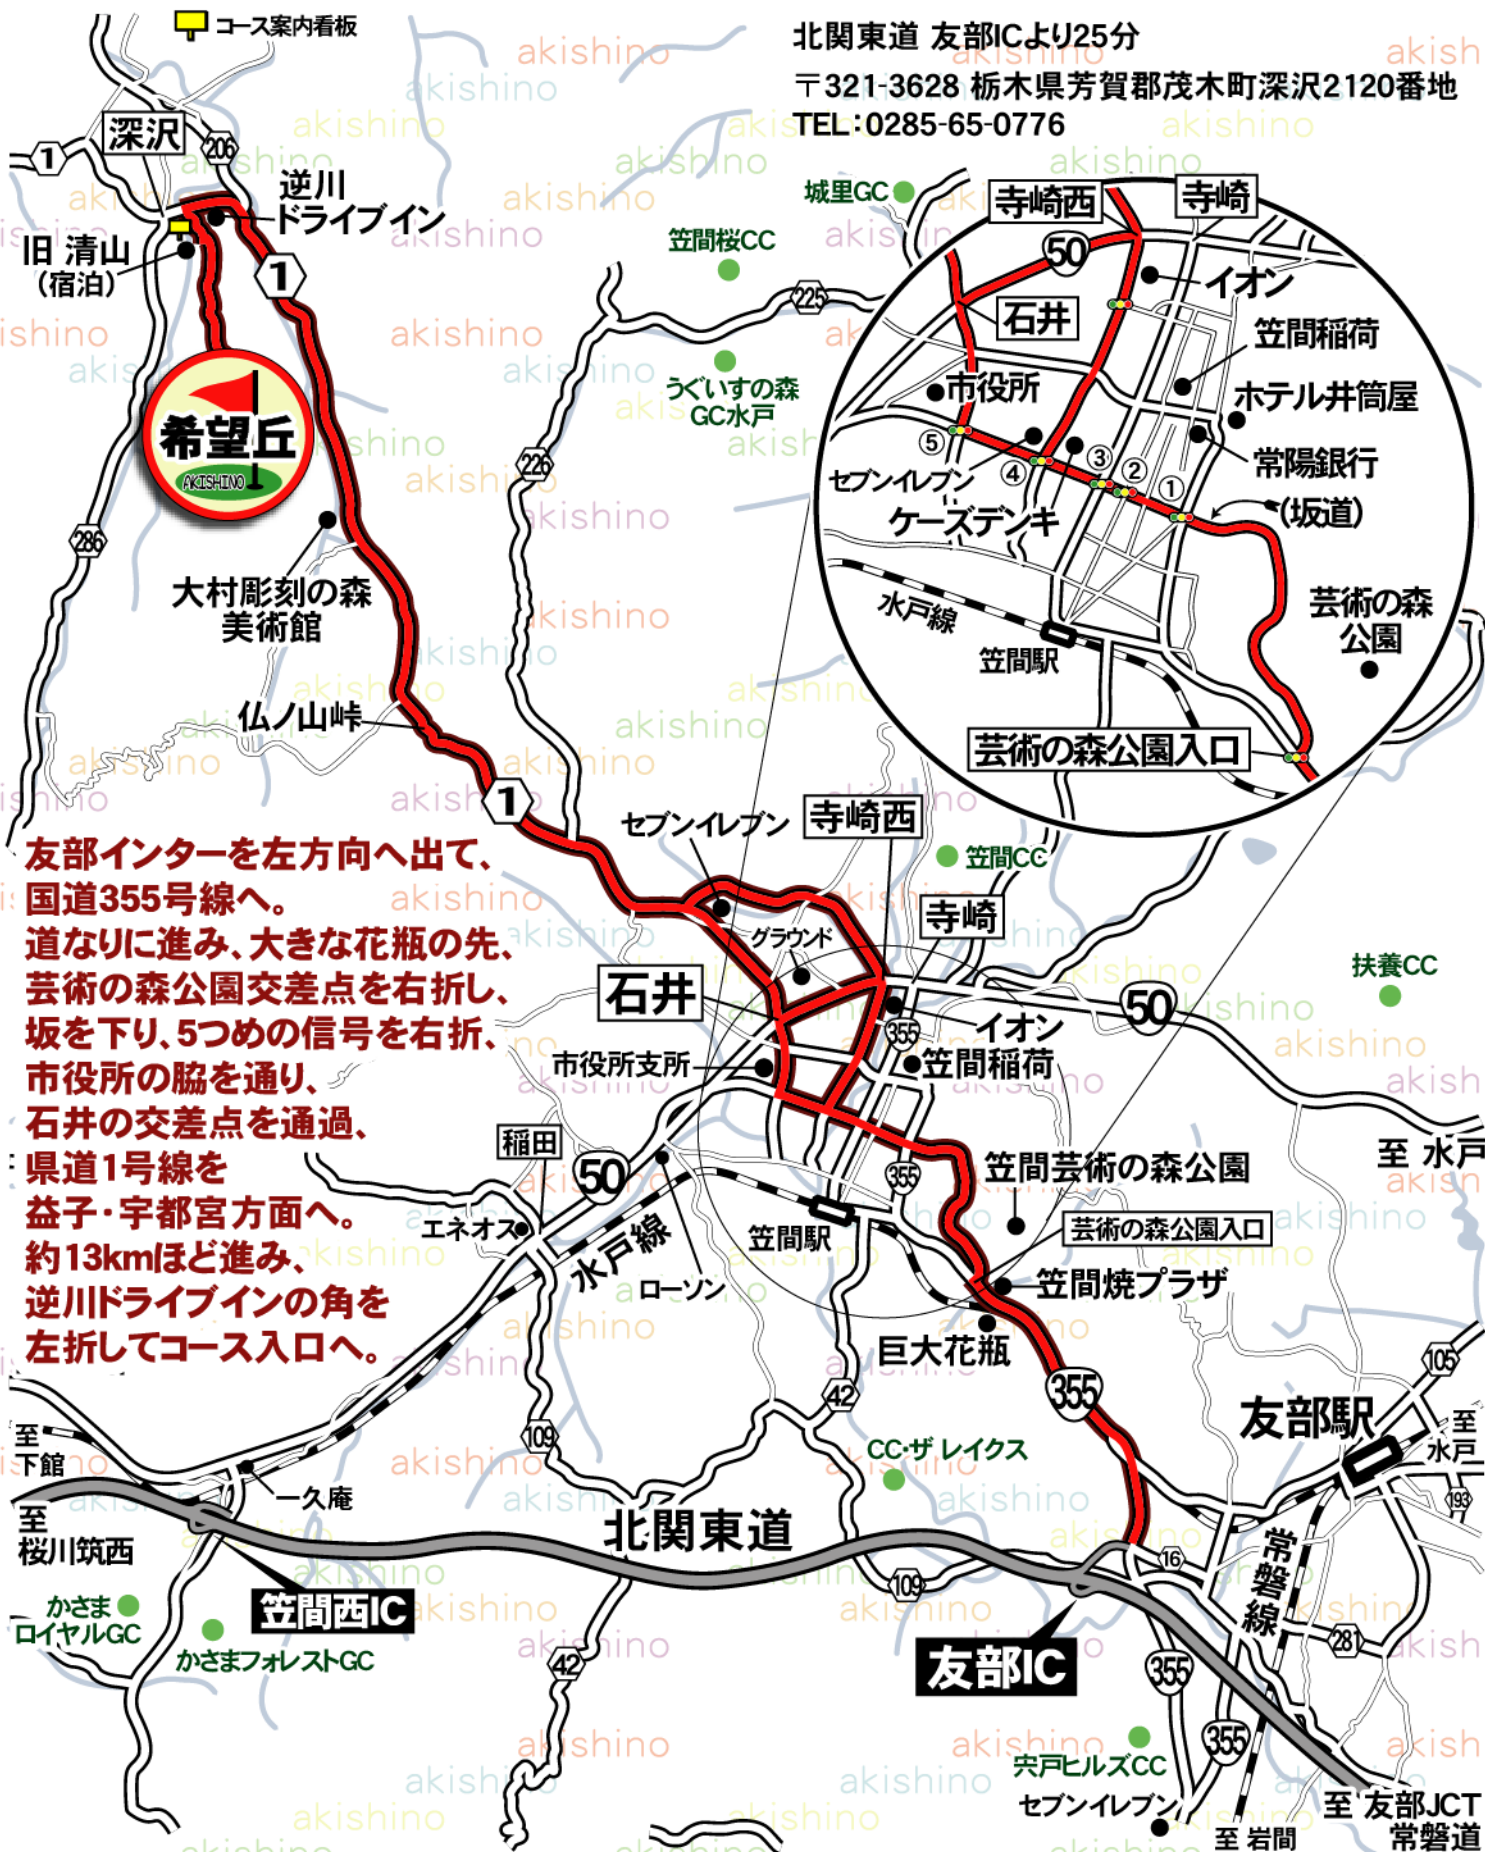 コース案内看板
北関東道 友部ICより25分
〒321-3628 栃木県芳賀郡茂木町深沢2120番地
TEL:0285-65-0776
深沢
1
206
逆川
ドライブイン
旧 清山
(宿泊)
1
希望丘
AKISHINO
286
大村彫刻の森
美術館
仏ノ山峠
1
城里GC
笠間桜CC
225
うぐいすの森
GC水戸
226
寺崎西
寺崎
50
イオン
石井
笠間稲荷
市役所
ホテル井筒屋
⑤
セブンイレブン
④
③
②
①
常陽銀行
ケーズデンキ
(坂道)
水戸線
笠間駅
芸術の森
公園
芸術の森公園入口
友部インターを左方向へ出て、
国道355号線へ。
道なりに進み、大きな花瓶の先、
芸術の森公園交差点を右折し、
坂を下り、5つめの信号を右折、
市役所の脇を通り、
石井の交差点を通過、
県道1号線を
益子・宇都宮方面へ。
約13kmほど進み、
逆川ドライブインの角を
左折してコース入口へ。
セブンイレブン
寺崎西
笠間CC
グラウンド
寺崎
石井
50
扶養CC
イオン
355
市役所支所
笠間稲荷
稲田
50
355
至 水戸
笠間芸術の森公園
エネオス
水戸線
ローソン
笠間駅
芸術の森公園入口
笠間焼プラザ
巨大花瓶
355
105
42
109
友部駅
至
水戸
至
下館
CC・ザ レイクス
193
一久庵
至
桜川筑西
北関東道
常磐線
16
109
笠間西IC
かさま
ロイヤルGC
かさまフォレストGC
281
友部IC
42
355
355
宍戸ヒルズCC
セブンイレブン
至 岩間
至 友部JCT
常磐道
akishino